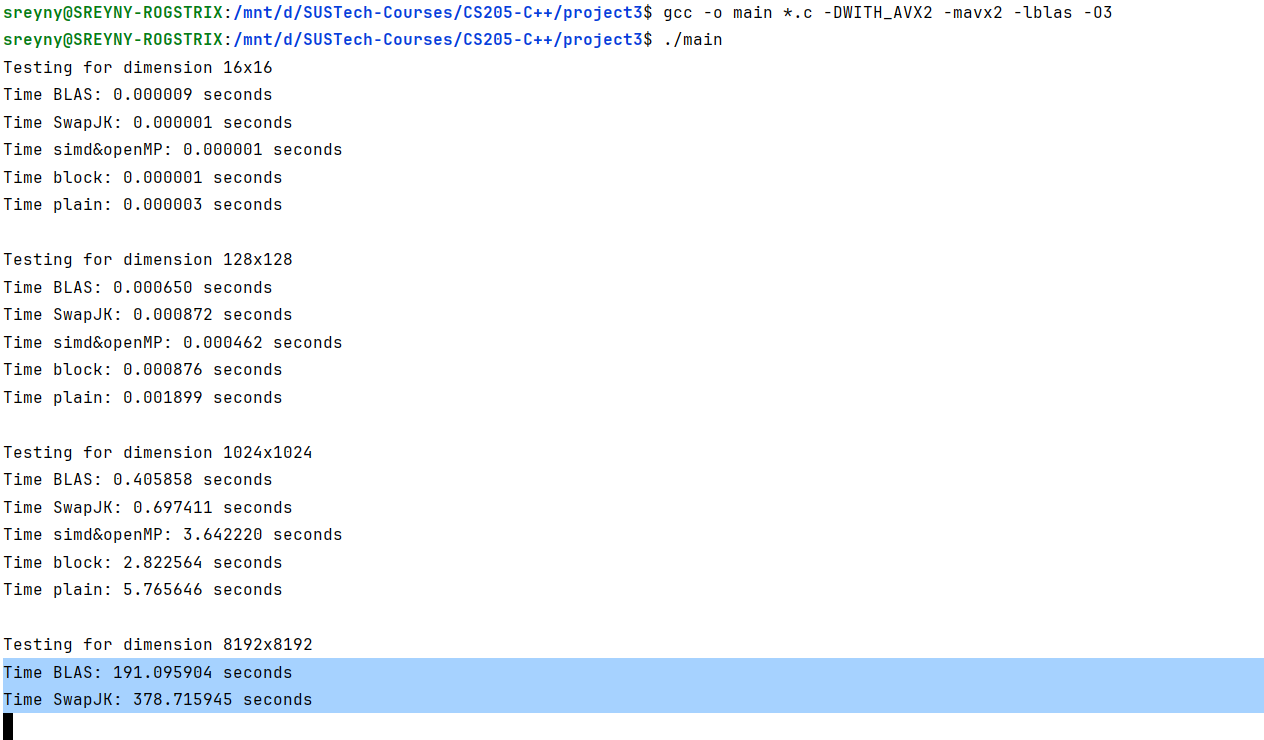 sreyny@SREYNY-ROGSTRIX:/mnt/d/SUSTech-Courses/CS205-C++/project3$ gcc -o main *.c -DWITH_AVX2 -mavx2 -lblas -O3
sreyny@SREYNY-ROGSTRIX:/mnt/d/SUSTech-Courses/CS205-C++/project3$ ./main
Testing for dimension 16x16
Time BLAS: 0.000009 seconds
Time SwapJK: 0.000001 seconds
Time simd&openMP: 0.000001 seconds
Time block: 0.000001 seconds
Time plain: 0.000003 seconds
Testing for dimension 128x128
Time BLAS: 0.000650 seconds
Time SwapJK: 0.000872 seconds
Time simd&openMP: 0.000462 seconds
Time block: 0.000876 seconds
Time plain: 0.001899 seconds
Testing for dimension 1024x1024
Time BLAS: 0.405858 seconds
Time SwapJK: 0.697411 seconds
Time simd&openMP: 3.642220 seconds
Time block: 2.822564 seconds
Time plain: 5.765646 seconds
Testing for dimension 8192x8192
Time BLAS: 191.095904 seconds
Time SwapJK: 378.715945 seconds